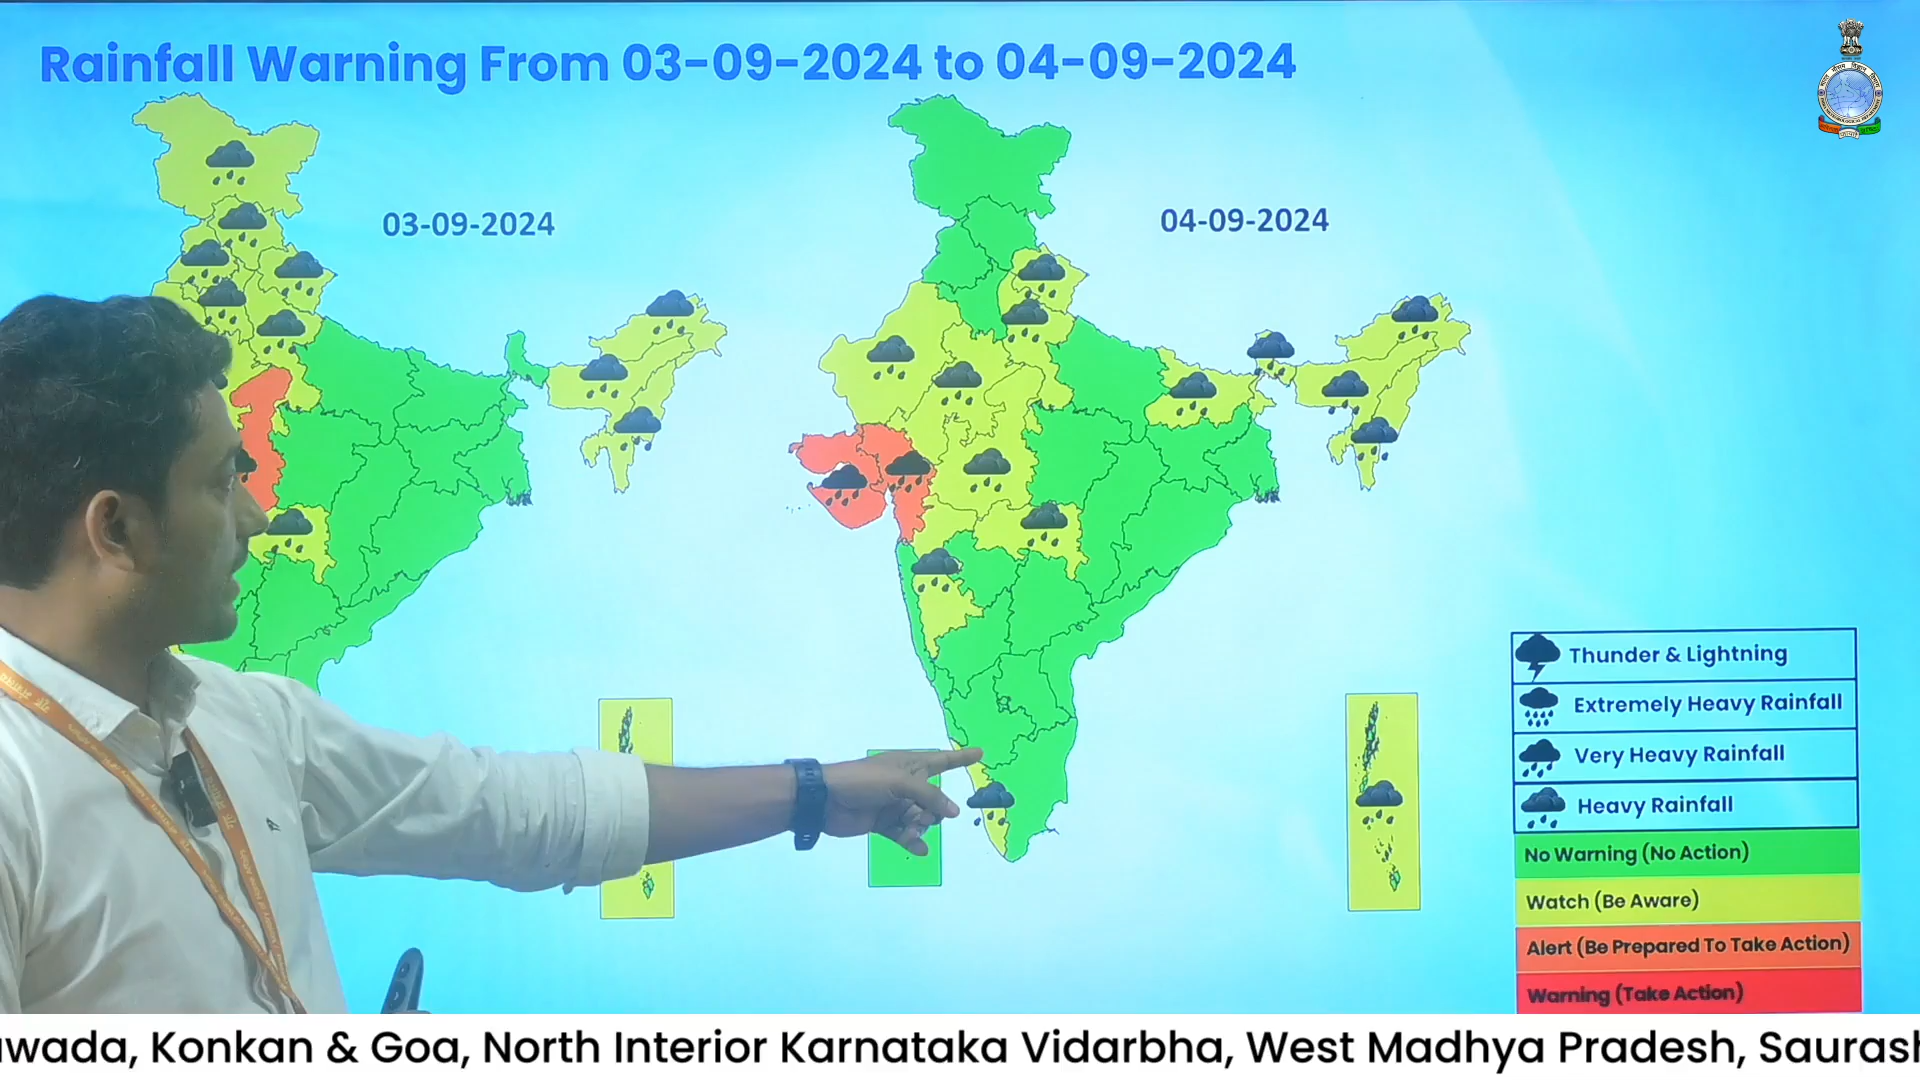 Rainfall Warning From 03-09-2024 to 04-09-2024
03-09-2024
04-09-2024
Thunder & Lightning
Extremely Heavy Rainfall
Very Heavy Rainfall
Heavy Rainfall
No Warning (No Action)
Watch (Be Aware)
Alert (Be Prepared To Take Action)
Warning (Take Action)
wada, Konkan & Goa, North Interior Karnataka Vidarbha, West Madhya Pradesh, Saurash